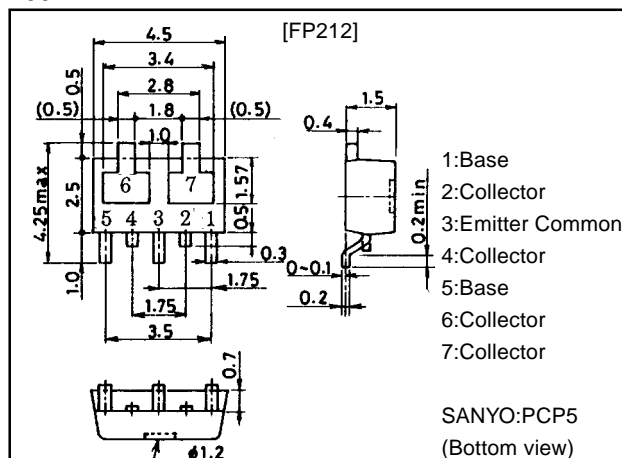 [FP212]
4.5
3.4
2.8
0.5
(0.5) 1.8 (0.5)
1.0
6 7
5 4 3 2 1
4.25max
2.5
1.0
1.57
0.5
0.3
1.75
1.75
3.5
1.5
0.4
0.2min
0~0.1
0.2
1:Base
2:Collector
3:Emitter Common
4:Collector
5:Base
6:Collector
7:Collector
0.7
ø1.2
SANYO:PCP5
(Bottom view)